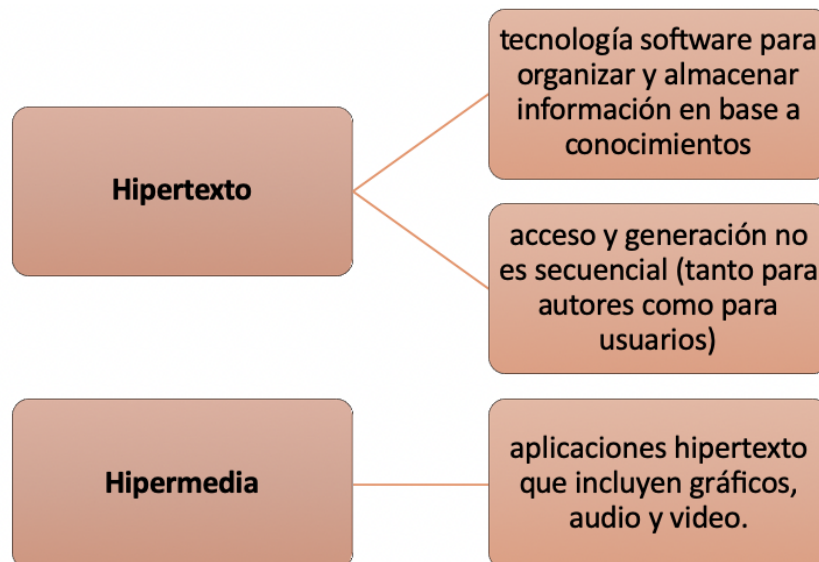 Hipertexto
tecnología software para
organizar y almacenar
información en base a
conocimientos
acceso y generación no
es secuencial (tanto para
autores como para
usuarios)
Hipermedia
aplicaciones hipertexto
que incluyen gráficos,
audio y video.